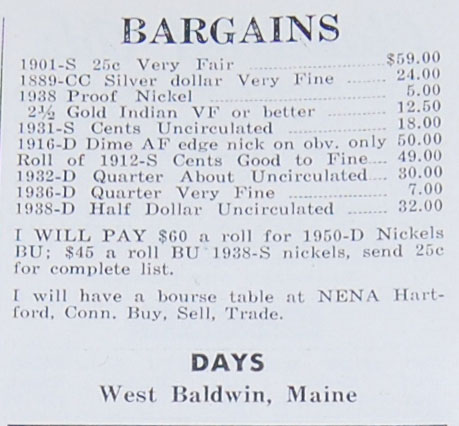 BARGAINS
1901-S 25c Very Fair ........ $59.00
1889-CC Silver dollar Very Fine ........ 24.00
1938 Proof Nickel ........ 5.00
2½ Gold Indian VF or better ........ 12.50
1931-S Cents Uncirculated ........ 18.00
1916-D Dime AF edge nick on obv. only 50.00
Roll of 1912-S Cents Good to Fine.... 49.00
1932-D Quarter About Uncirculated.... 30.00
1936-D Quarter Very Fine ........ 7.00
1938-D Half Dollar Uncirculated ........ 32.00
I WILL PAY $60 a roll for 1950-D Nickels
BU; $45 a roll BU 1938-S nickels, send 25c
for complete list.
I will have a bourse table at NENA Hart-
ford, Conn. Buy, Sell, Trade.
DAYS
West Baldwin, Maine